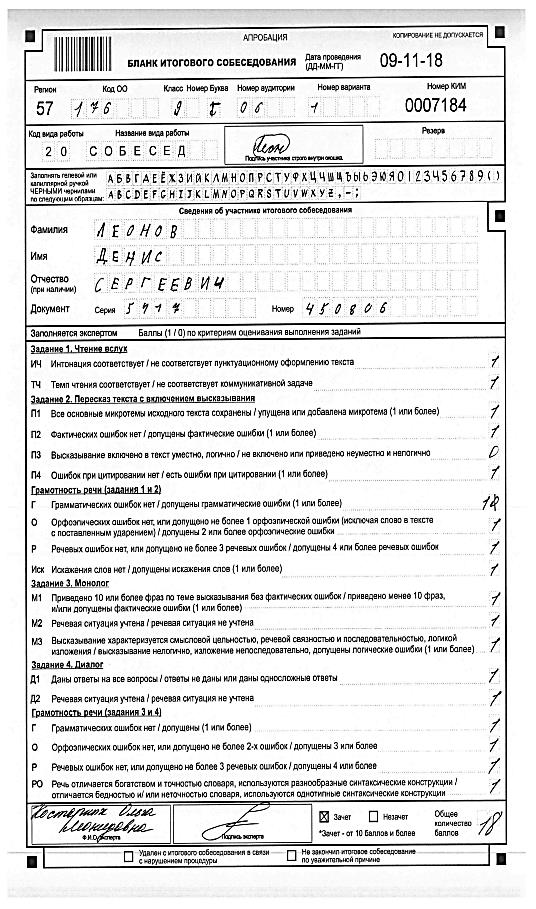 АПРОБАЦИЯ
КОПИРОВАНИЕ НЕ ДОПУСКАЕТСЯ
БЛАНК ИТОГОВОГО СОБЕСЕДОВАНИЯ
Дата проведения (ДД-ММ-ГГ)
09-11-18
Регион Код ОО Класс Номер Буква Номер аудитории Номер варианта Номер КИМ
57 176 9 Б 06 1 0007184
Код вида работы Название вида работы Резерв
20 СОБЕСЕД
Подпись участника строго внутри окошка
Заполнять гелевой или капиллярной ручкой ЧЕРНЫМИ чернилами по следующим образцам:
АБВГДЕЁЖЗИЙКЛМНОПРСТУФХЦЧШЩЪЫЬЭЮЯ0123456789()
ABCDEFGHIJKLMNOPQRSTUVWXYZ,-;
Сведения об участнике итогового собеседования
Фамилия ЛЕОНОВ
Имя ДЕНИС
Отчество (при наличии) СЕРГЕЕВИЧ
Документ Серия 5717 Номер 450806
Заполняется экспертом Баллы (1 / 0) по критериям оценивания выполнения заданий
Задание 1. Чтение вслух
ИЧ Интонация соответствует / не соответствует пунктуационному оформлению текста 1
ТЧ Темп чтения соответствует / не соответствует коммуникативной задаче 1
Задание 2. Пересказ текста с включением высказывания
П1 Все основные микротемы исходного текста сохранены / упущена или добавлена микротема (1 или более) 1
П2 Фактических ошибок нет / допущены фактические ошибки (1 или более) 1
П3 Высказывание включено в текст уместно, логично / не включено или приведено неуместно и нелогично 0
П4 Ошибок при цитировании нет / есть ошибки при цитировании (1 или более) 1
Грамотность речи (задания 1 и 2)
Г Грамматических ошибок нет / допущены грамматические ошибки (1 или более) 1
О Орфоэпических ошибок нет, или допущено не более 1 орфоэпической ошибки (исключая слово в тексте
с поставленным ударением) / допущены 2 или более орфоэпические ошибки 1
Р Речевых ошибок нет, или допущено не более 3 речевых ошибок / допущены 4 или более речевых ошибок 1
Иск Искажения слов нет / допущены искажения слов (1 или более) 1
Задание 3. Монолог
М1 Приведено 10 или более фраз по теме высказывания без фактических ошибок / приведено менее 10 фраз,
и/или допущены фактические ошибки (1 или более) 1
М2 Речевая ситуация учтена / речевая ситуация не учтена 1
М3 Высказывание характеризуется смысловой цельностью, речевой связностью и последовательностью, логикой
изложения / высказывание нелогично, изложение непоследовательно, допущены логические ошибки (1 или более) 1
Задание 4. Диалог
Д1 Даны ответы на все вопросы / ответы не даны или даны односложные ответы 1
Д2 Речевая ситуация учтена / речевая ситуация не учтена 1
Грамотность речи (задания 3 и 4)
Г Грамматических ошибок нет / допущены (1 или более) 1
О Орфоэпических ошибок нет, или допущено не более 2-х ошибок / допущены 3 или более 1
Р Речевых ошибок нет, или допущено не более 3 речевых ошибок / допущены 4 или более 1
РО Речь отличается богатством и точностью словаря, используются разнообразные синтаксические конструкции /
отличается бедностью и/ или неточностью словаря, используются однотипные синтаксические конструкции 1
Ольга
Леонидовна
Ф.И.О. эксперта
Подпись эксперта
Зачет Незачет
*Зачет - от 10 баллов и более
Общее количество баллов 18
Удален с итогового собеседования в связи с нарушением процедуры
Не закончил итоговое собеседование по уважительной причине